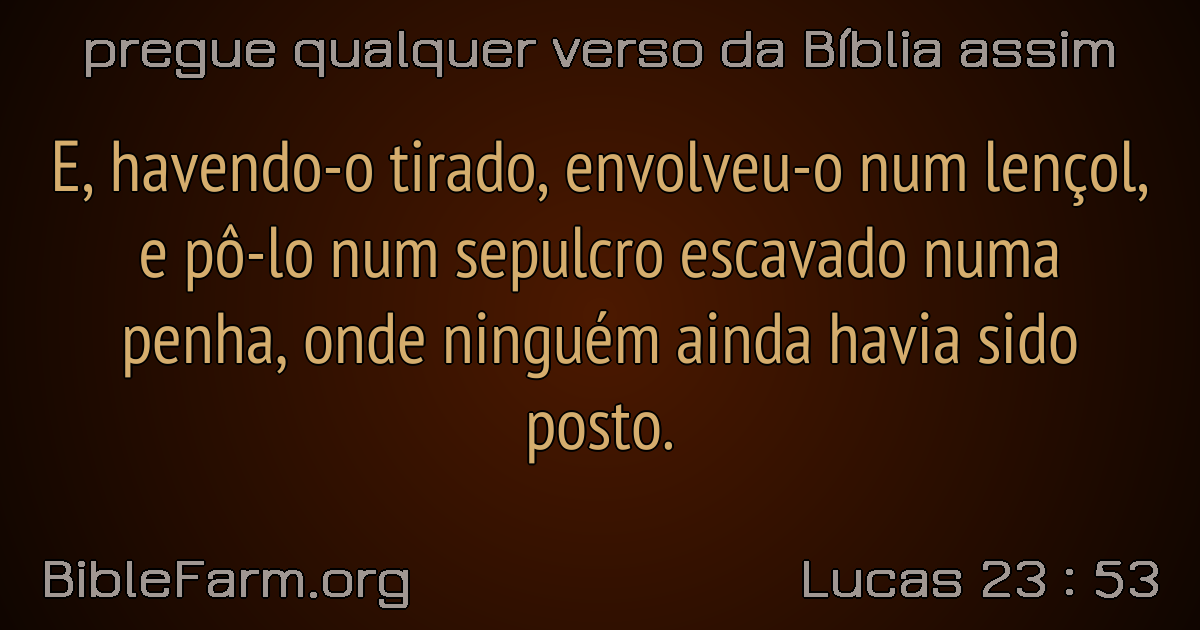 pregue qualquer verso da Bíblia assim
E, havendo-o tirado, envolveu-o num lençol,
e pô-lo num sepulcro escavado numa
penha, onde ninguém ainda havia sido
posto.
BibleFarm.org
Lucas 23 : 53